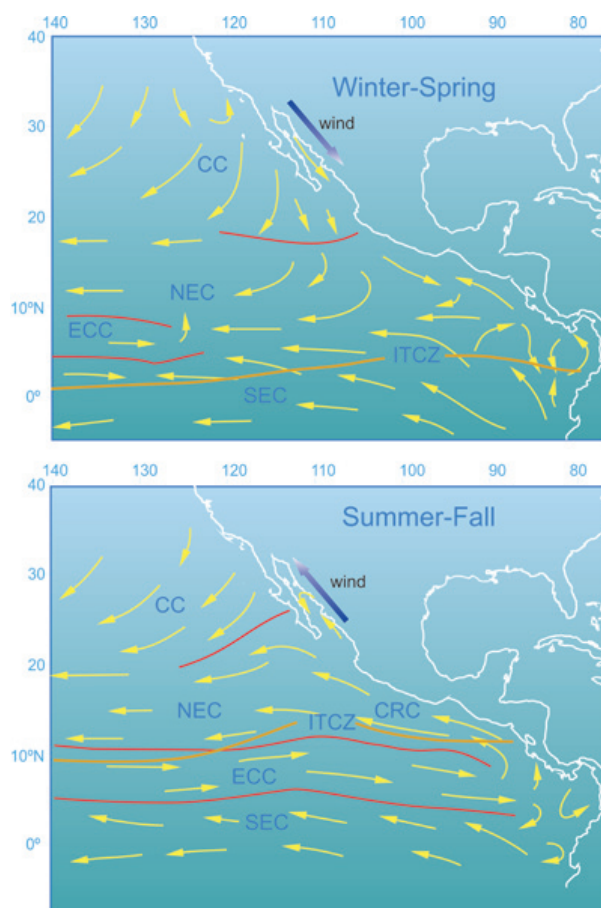 140 130 120 110 100 90 80
40
Winter-Spring
wind
30
CC
20
NEC
10ºN
ECC
ITCZ
0º
SEC
140 130 120 110 100 90 80
40
Summer-Fall
wind
30
CC
20
NEC
CRC
ITCZ
10ºN
ECC
SEC
0º